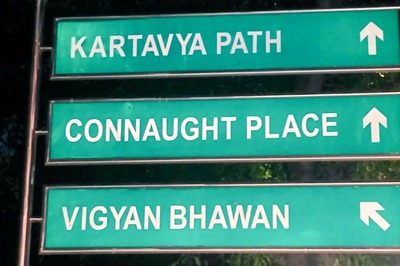 KARTAVYA PATH ↑
CONNAUGHT PLACE ↑
VIGYAN BHAWAN ↖